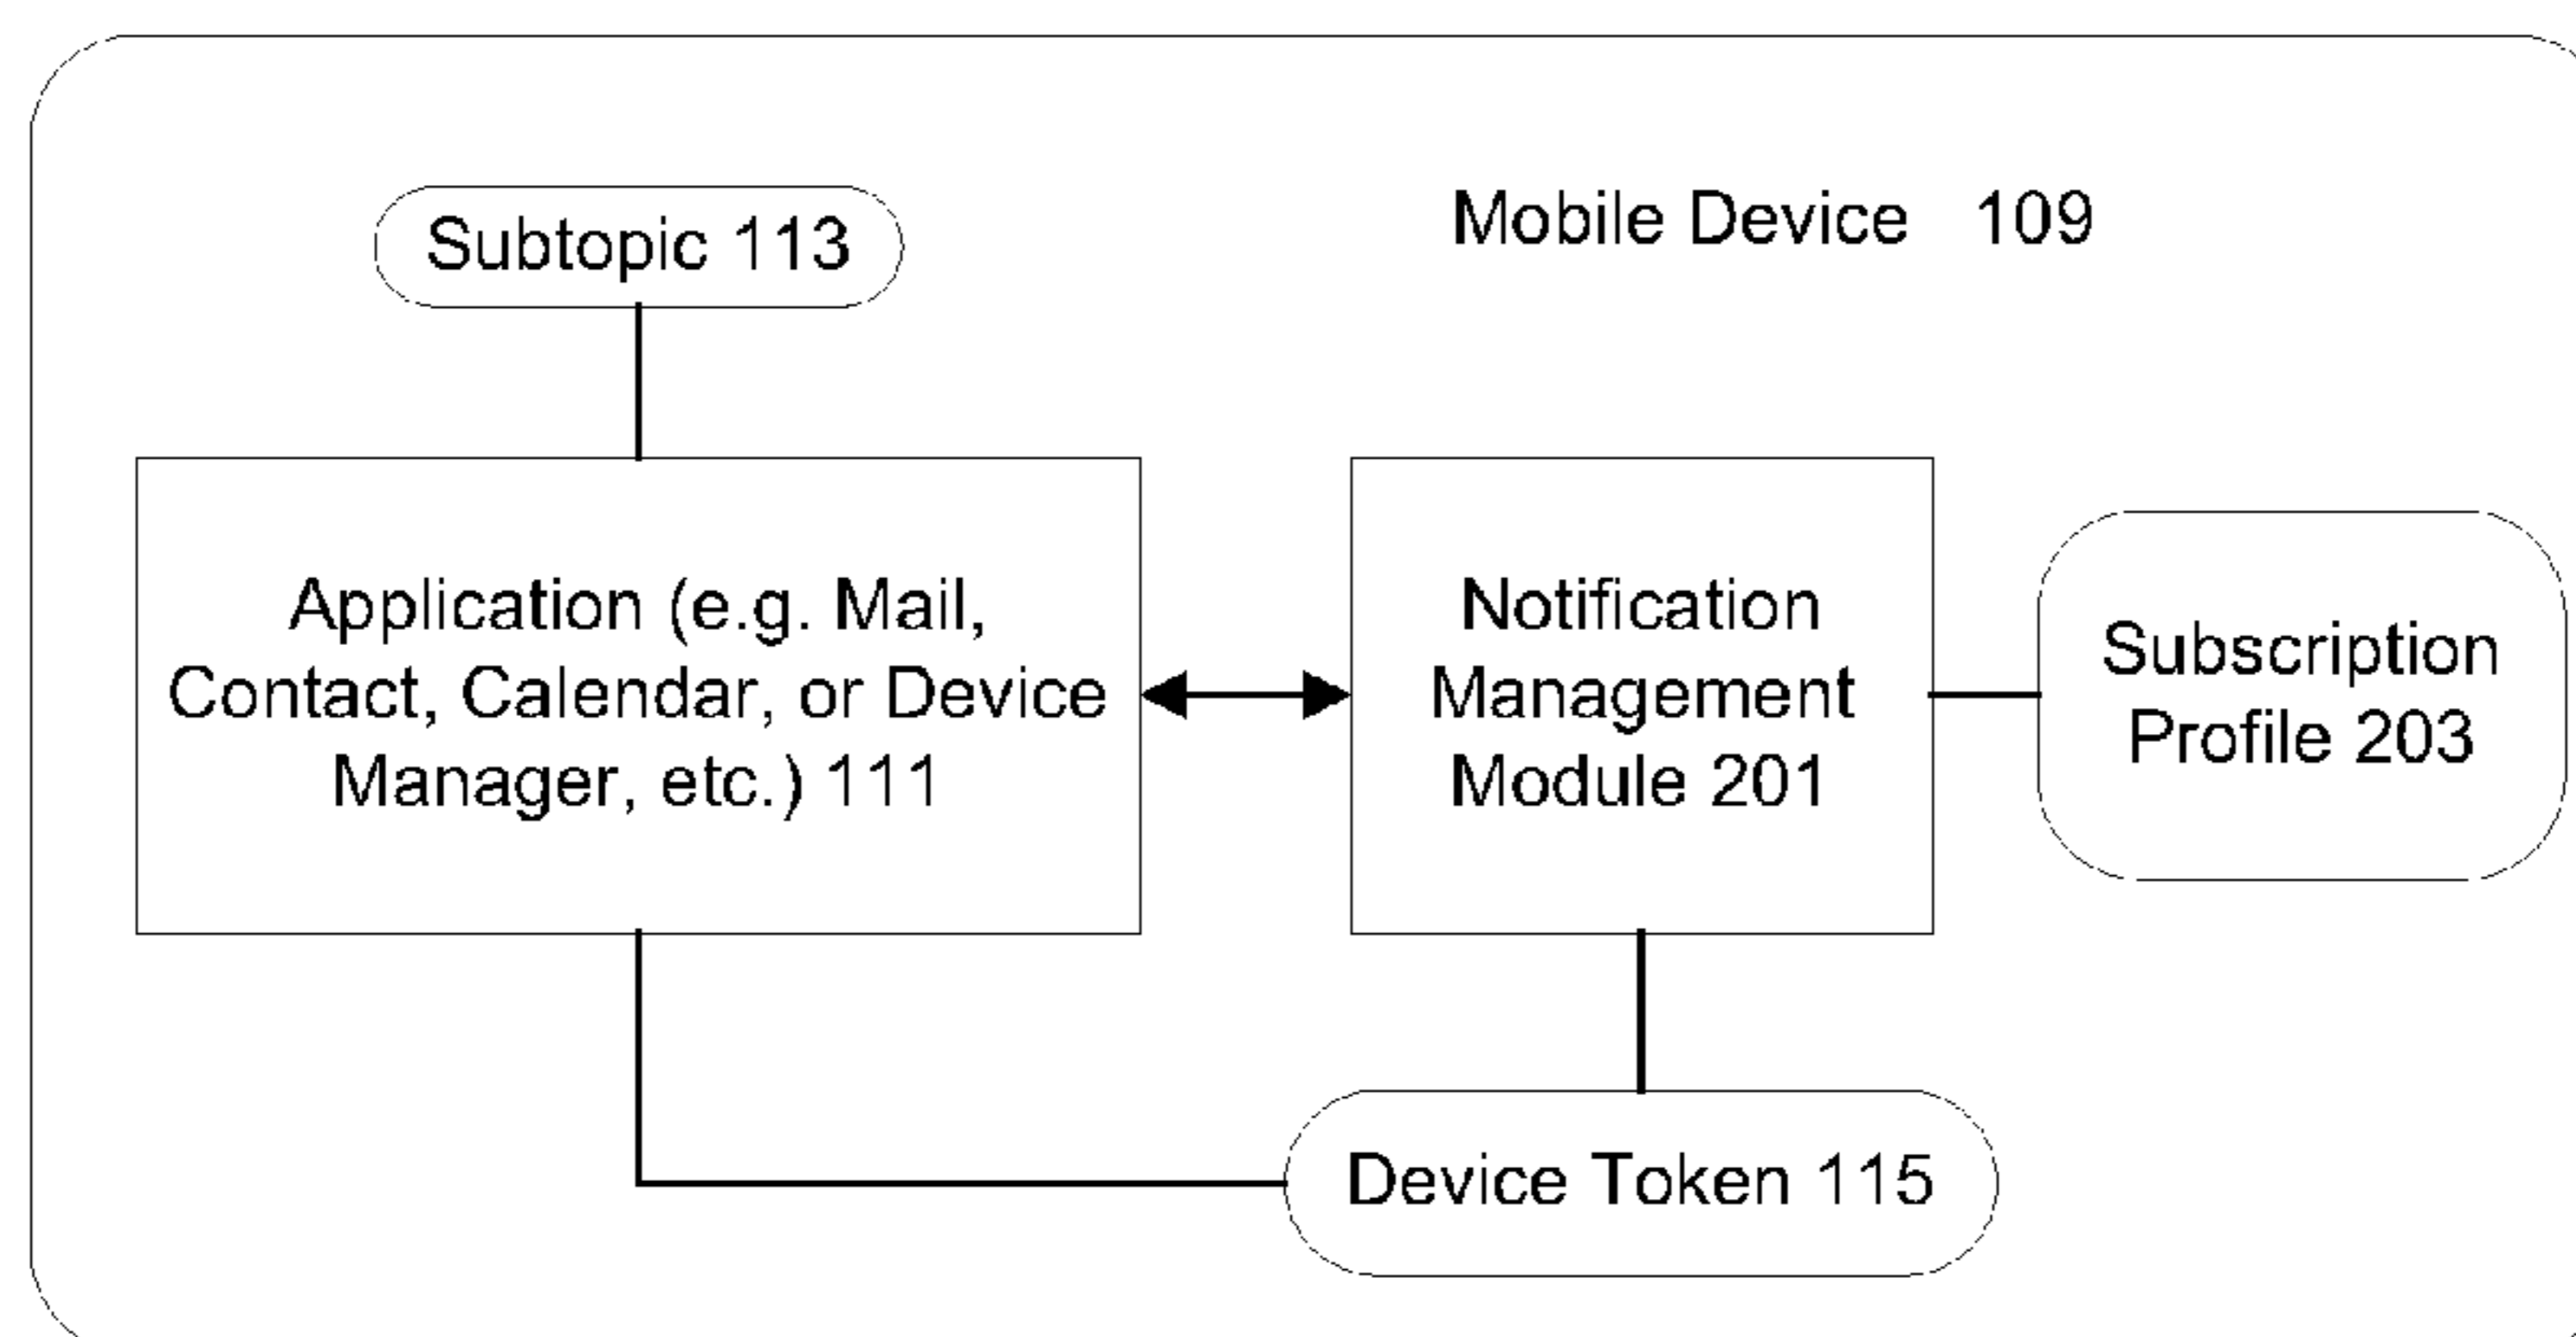 Subtopic 113
Mobile Device 109
Application (e.g. Mail,
Contact, Calendar, or Device
Manager, etc.) 111
Notification
Management
Module 201
Subscription
Profile 203
Device Token 115